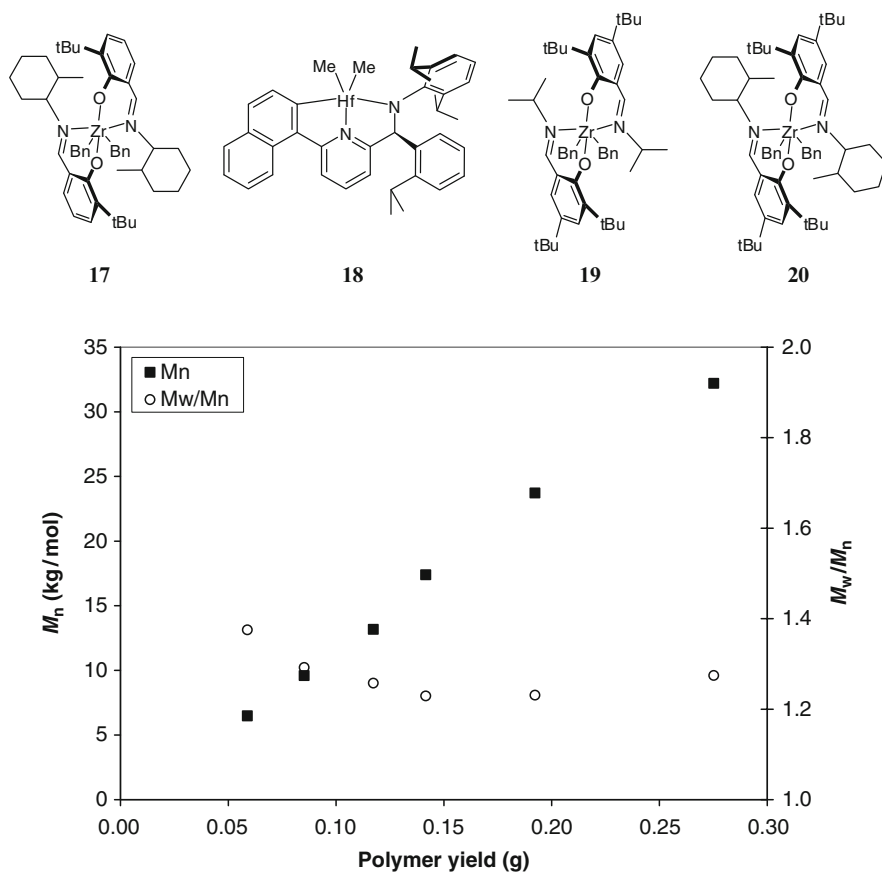 tBu
O
N
Zr
N
Bn
Bn
O
tBu
17
Me
Me
Hf
N
N
18
tBu
tBu
O
N
Zr
N
Bn
Bn
O
tBu
tBu
19
tBu
tBu
O
N
Zr
N
Bn
Bn
O
tBu
tBu
20
Mn
Mw/Mn
35
30
25
20
15
10
5
0
Mn (kg/mol)
2.0
1.8
1.6
1.4
1.2
1.0
Mw/Mn
0.00 0.05 0.10 0.15 0.20 0.25 0.30
Polymer yield (g)